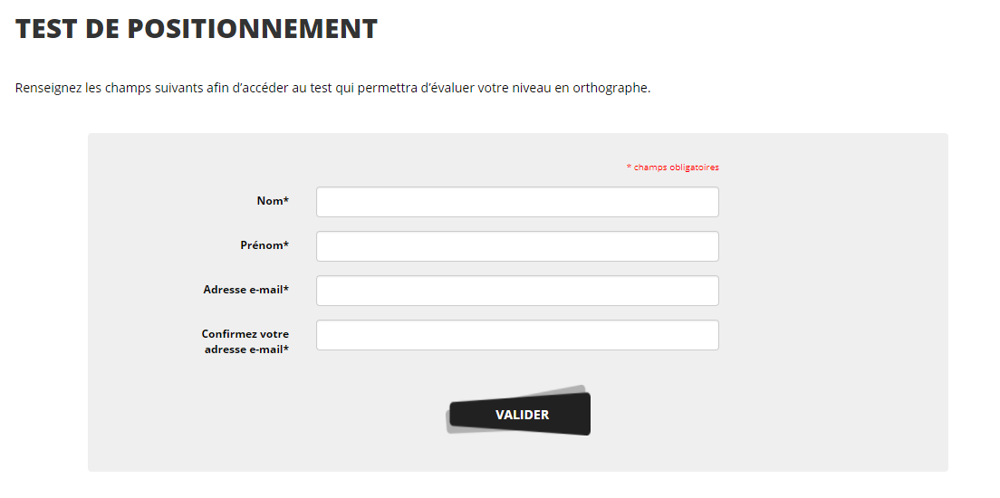 TEST DE POSITIONNEMENT
Renseignez les champs suivants afin d’accéder au test qui permettra d’évaluer votre niveau en orthographe.
* champs obligatoires
Nom*
Prénom*
Adresse e-mail*
Confirmez votre
adresse e-mail*
VALIDER